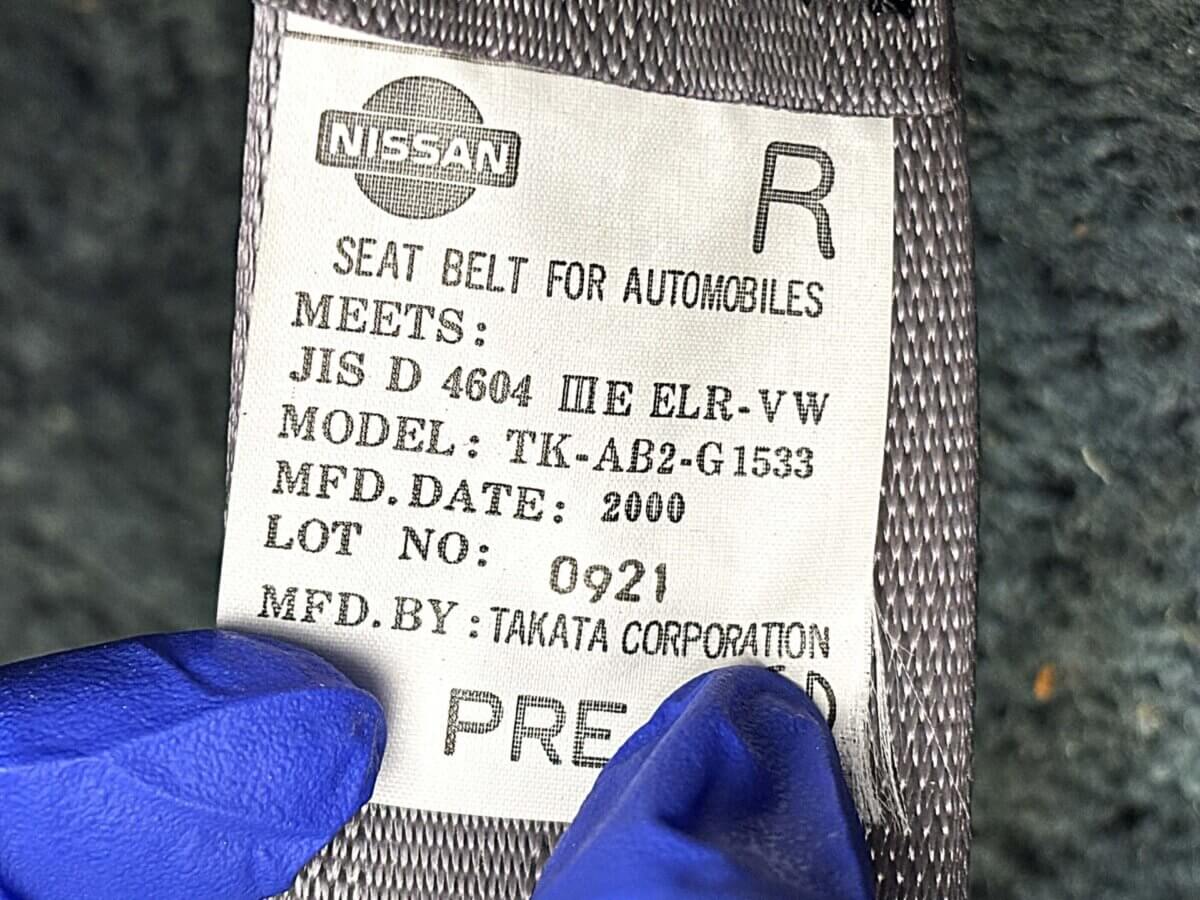 NISSAN
R
SEAT BELT FOR AUTOMOBILES
MEETS:
JIS D 4604 IIIE ELR-VW
MODEL: TK-AB2-G1533
MFD.DATE: 2000
LOT NO: 0921
MFD.BY: TAKATA CORPORATION